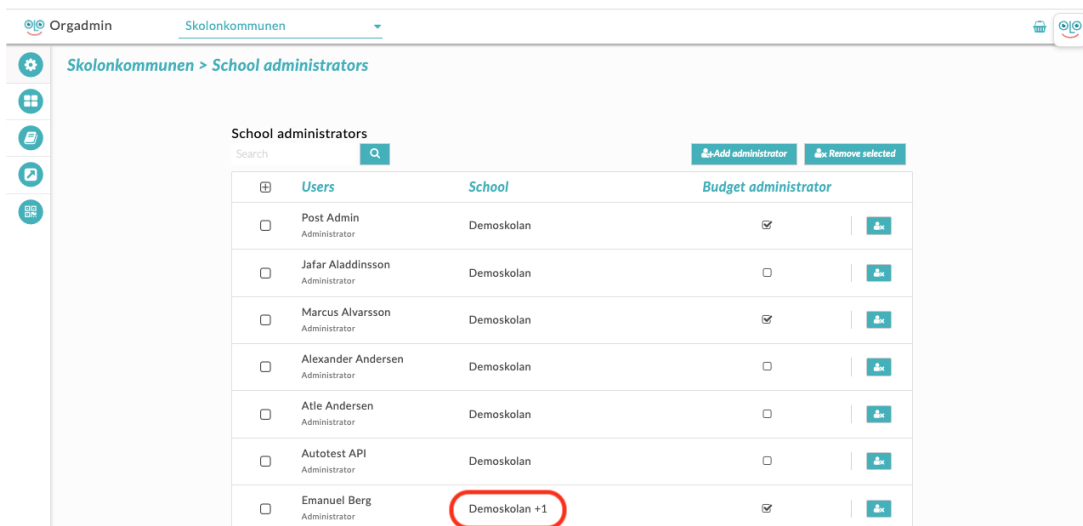 Orgadmin Skolonkommunen
Skolonkommunen > School administrators
School administrators
Search
Add administrator Remove selected
Users School Budget administrator
Post Admin
Administrator
Demoskolan
Jafar Aladdinsson
Administrator
Demoskolan
Marcus Alvarsson
Administrator
Demoskolan
Alexander Andersen
Administrator
Demoskolan
Atle Andersen
Administrator
Demoskolan
Autotest API
Administrator
Demoskolan
Emanuel Berg
Administrator
Demoskolan +1